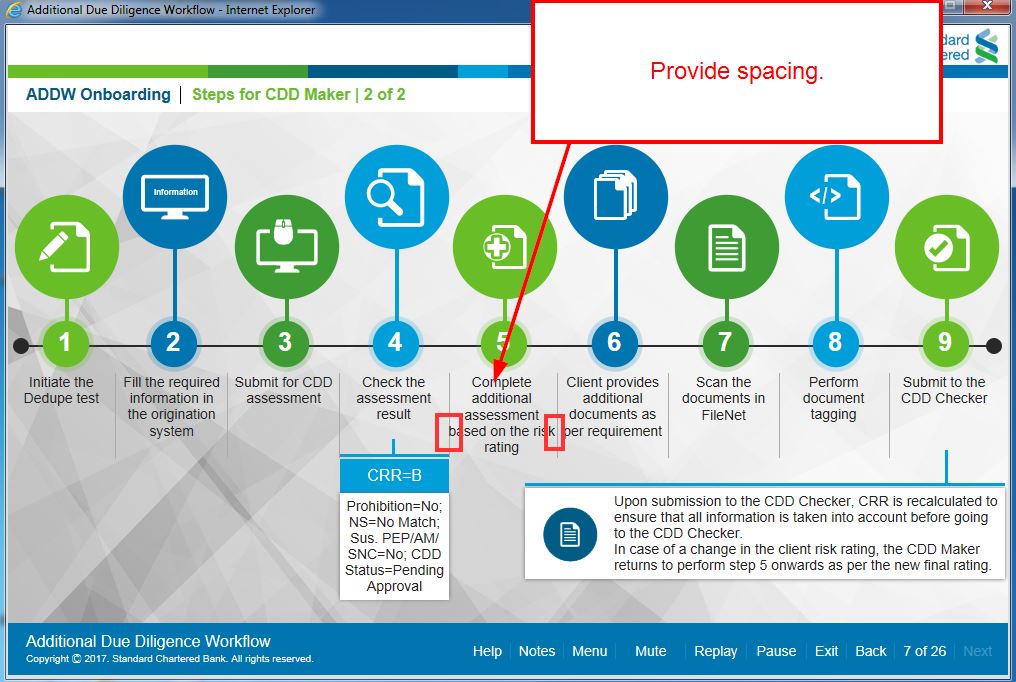 Additional Due Diligence Workflow - Internet Explorer
Provide spacing.
ADDW Onboarding
Steps for CDD Maker | 2 of 2
Information
1
2
3
4
5
6
7
8
9
Initiate the
Dedupe test
Fill the required
information in
the origination
system
Submit for CDD
assessment
Check the
assessment
result
Complete
additional
assessment
based on the risk
rating
Client provides
additional
documents as
per requirement
Scan the
documents in
FileNet
Perform
document
tagging
Submit to the
CDD Checker
CRR=B
Prohibition=No;
NS=No Match;
Sus. PEP/AM/
SNC=No; CDD
Status=Pending
Approval
Upon submission to the CDD Checker, CRR is recalculated to
ensure that all information is taken into account before going
to the CDD Checker.
In case of a change in the client risk rating, the CDD Maker
returns to perform step 5 onwards as per the new final rating.
Additional Due Diligence Workflow
Copyright © 2017. Standard Chartered Bank. All rights reserved.
Help Notes Menu Mute Replay Pause Exit Back 7 of 26 Next